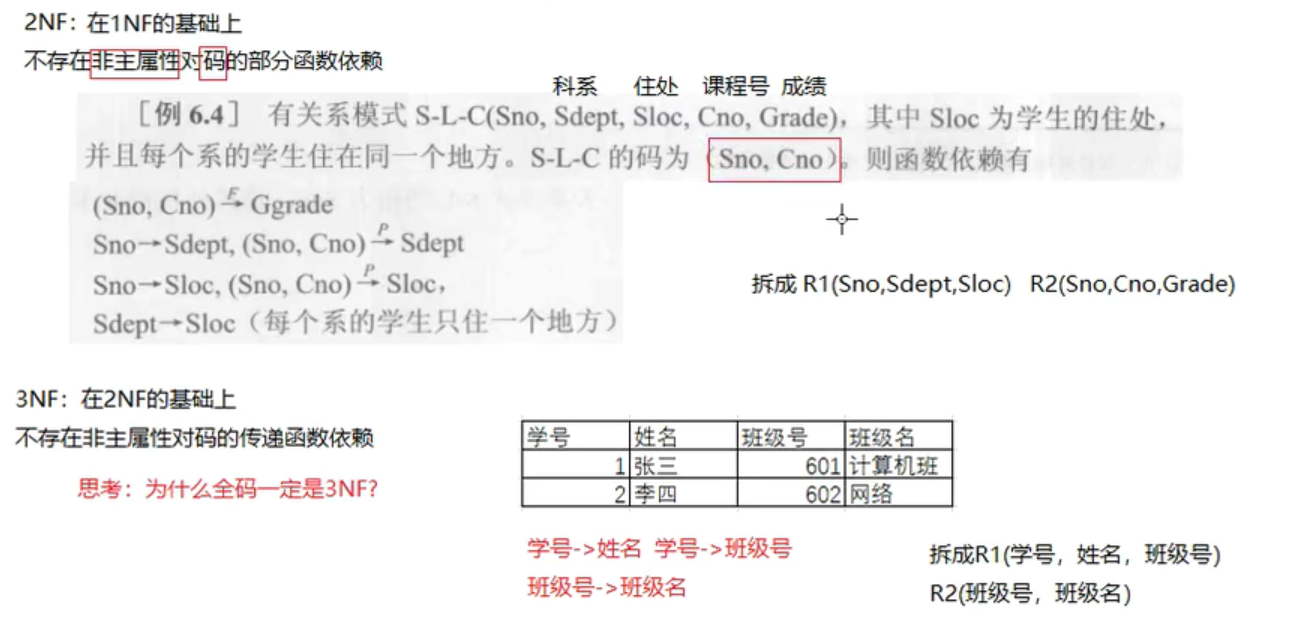 2NF：在1NF的基础上
不存在非主属性对码的部分函数依赖
科系 住处 课程号 成绩
［例 6.4］ 有关系模式 S-L-C(Sno, Sdept, Sloc, Cno, Grade)，其中 Sloc 为学生的住处，
并且每个系的学生住在同一个地方。S-L-C 的码为（Sno, Cno）。则函数依赖有
(Sno, Cno) F→ Ggrade
Sno→Sdept, (Sno, Cno) P→ Sdept
Sno→Sloc, (Sno, Cno) P→ Sloc，
Sdept→Sloc（每个系的学生只住一个地方）
拆成 R1(Sno,Sdept,Sloc) R2(Sno,Cno,Grade)
3NF：在2NF的基础上
不存在非主属性对码的传递函数依赖
思考：为什么全码一定是3NF?
学号 姓名 班级号 班级名
1 张三 601 计算机班
2 李四 602 网络
学号->姓名 学号->班级号
班级号->班级名
拆成R1(学号，姓名，班级号)
R2(班级号，班级名)